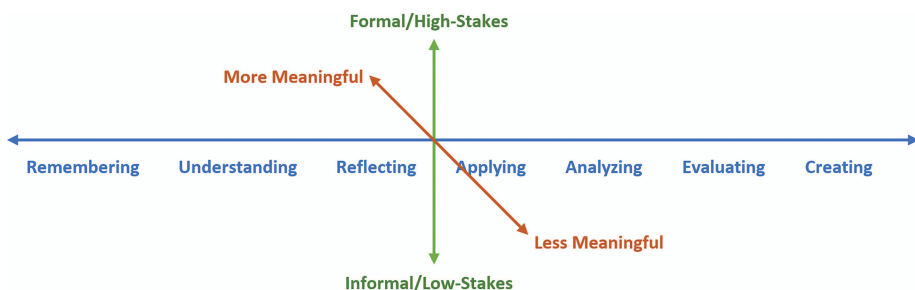 Formal/High-Stakes
More Meaningful
Remembering Understanding Reflecting Applying Analyzing Evaluating Creating
Less Meaningful
Informal/Low-Stakes